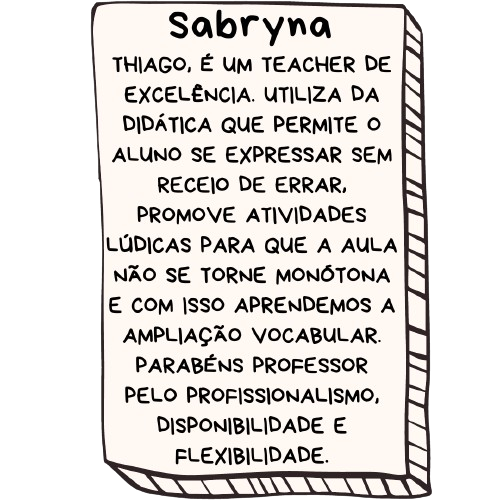 Sabryna
THIAGO, É UM TEACHER DE
EXCELÊNCIA. UTILIZA DA
DIDÁTICA QUE PERMITE O
ALUNO SE EXPRESSAR SEM
RECEIO DE ERRAR,
PROMOVE ATIVIDADES
LÚDICAS PARA QUE A AULA
NÃO SE TORNE MONÓTONA
E COM ISSO APRENDEMOS A
AMPLIAÇÃO VOCABULAR.
PARABÉNS PROFESSOR
PELO PROFISSIONALISMO,
DISPONIBILIDADE E
FLEXIBILIDADE.